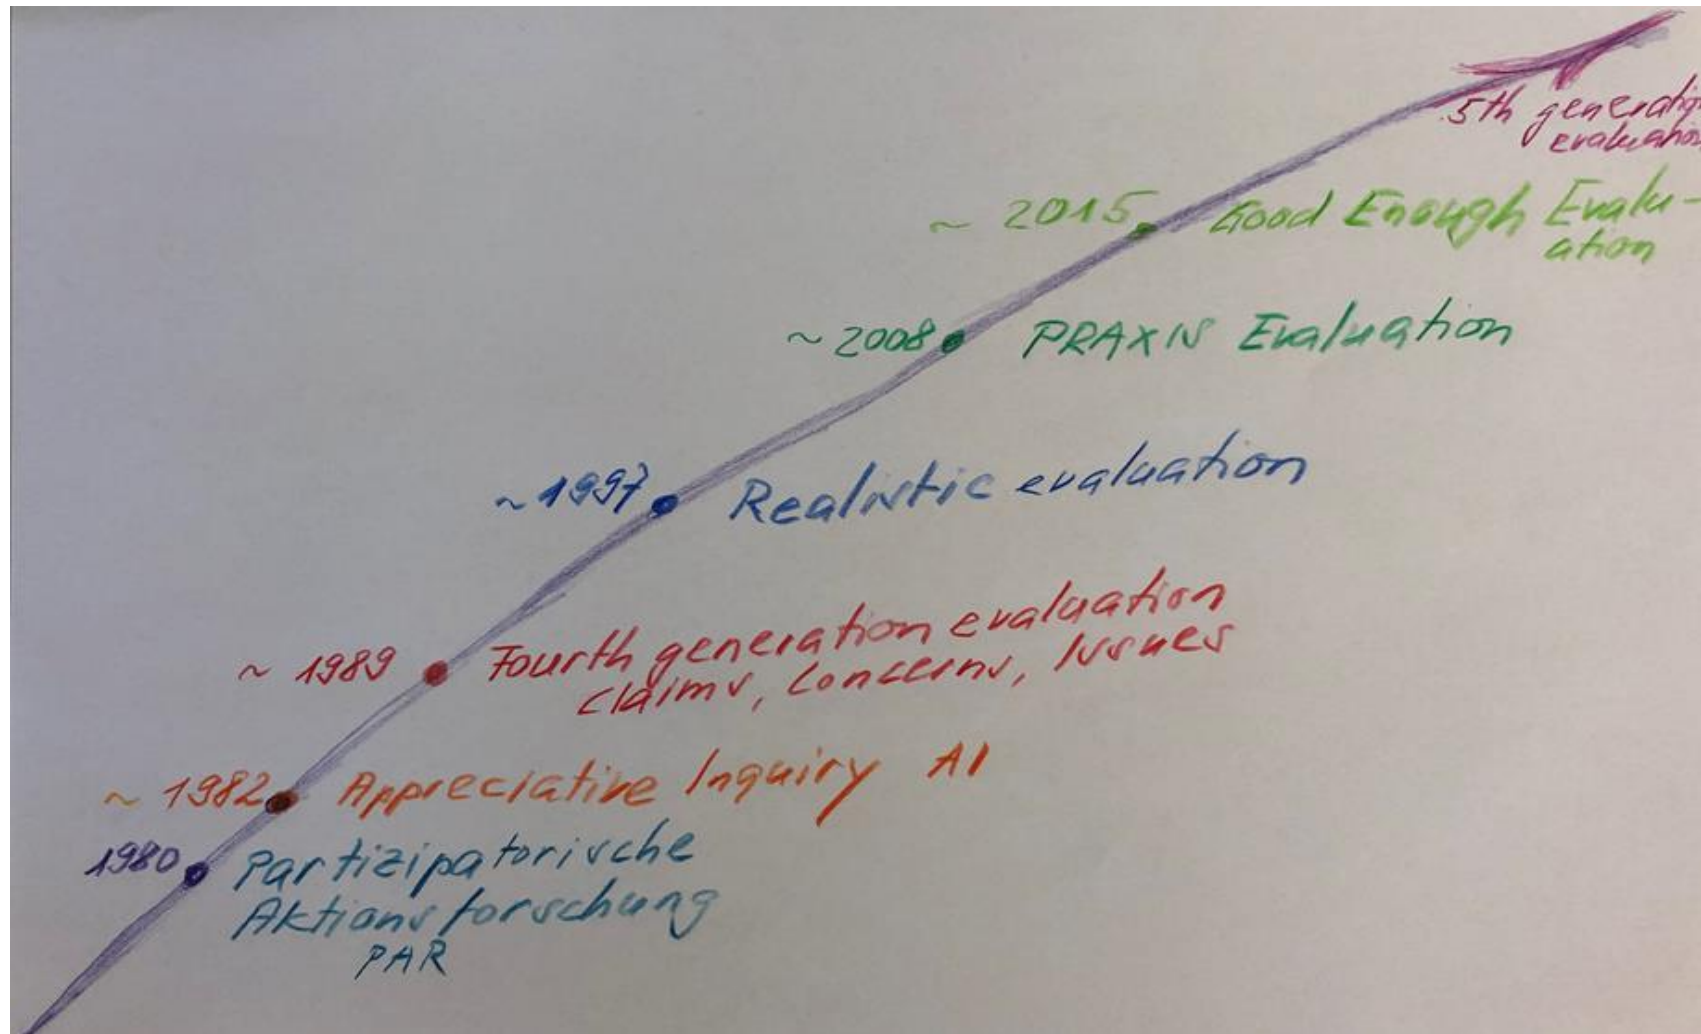 5th generation
evaluation
~ 2015 Good Enough Evalu-
ation
~ 2008 PRAXIS Evaluation
~ 1997 Realistic evaluation
~ 1989 Fourth generation evaluation
claims, concerns, Issues
~ 1982 Appreciative Inquiry AI
1980 Partizipatorische
Aktionsforschung
PAR